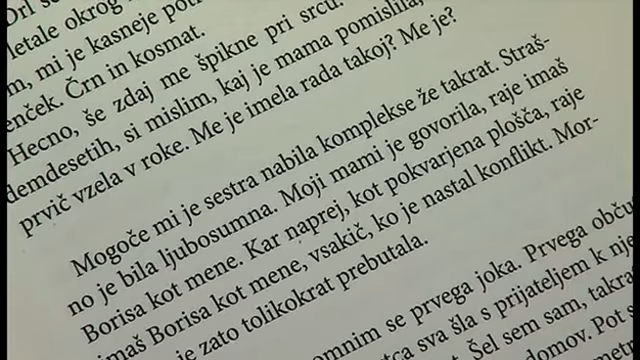 letale okrog
m, mi je kasneje
enček. Črn in kosmat.
Hecno, še zdaj me špikne pri srcu.
demdesetih, si mislim, kaj je mama pomislila,
prvič vzela v roke. Me je imela rada takoj? Me je?
Mogoče mi je sestra nabila komplekse že takrat. Straš-
no je bila ljubosumna. Moji mami je govorila, raje imaš
Borisa kot mene. Kar naprej, kot pokvarjena plošča, raje
imaš Borisa kot mene, vsakič, ko je nastal konflikt. Mor-
je zato tolikokrat prebutala.
omnim se prvega joka. Prvega obču
sva šla s prijateljem k nje
Šel sem sam, takra
domov. Pot s